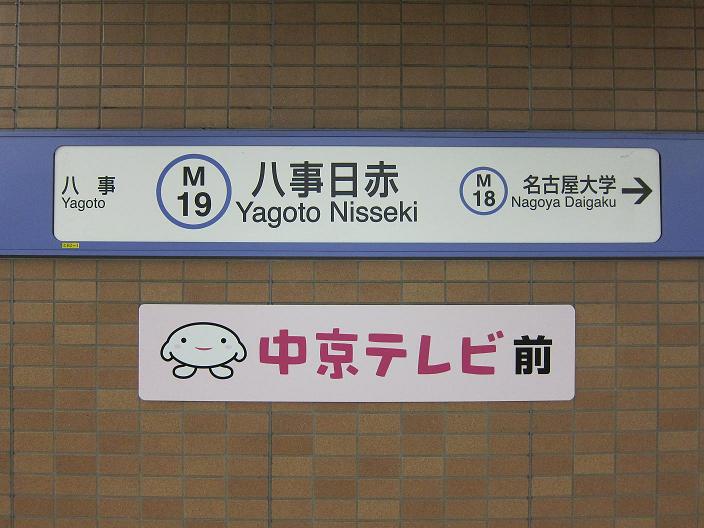 八事
Yagoto
M
19
八事日赤
Yagoto Nisseki
M
18
名古屋大学
Nagoya Daigaku
→
中京テレビ前